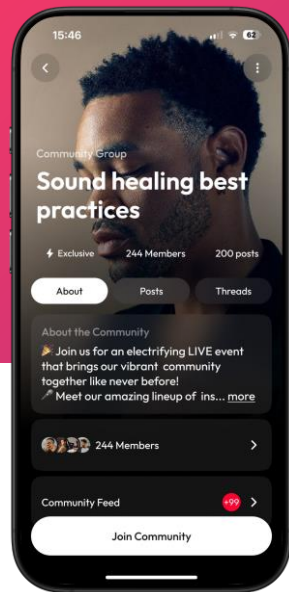 15:46
62
Community Group
Sound healing best
practices
Exclusive 244 Members 200 posts
About Posts Threads
About the Community
🎉 Join us for an electrifying LIVE event
that brings our vibrant community
together like never before!
🎤 Meet our amazing lineup of ins... more
244 Members
Community Feed +99
Join Community